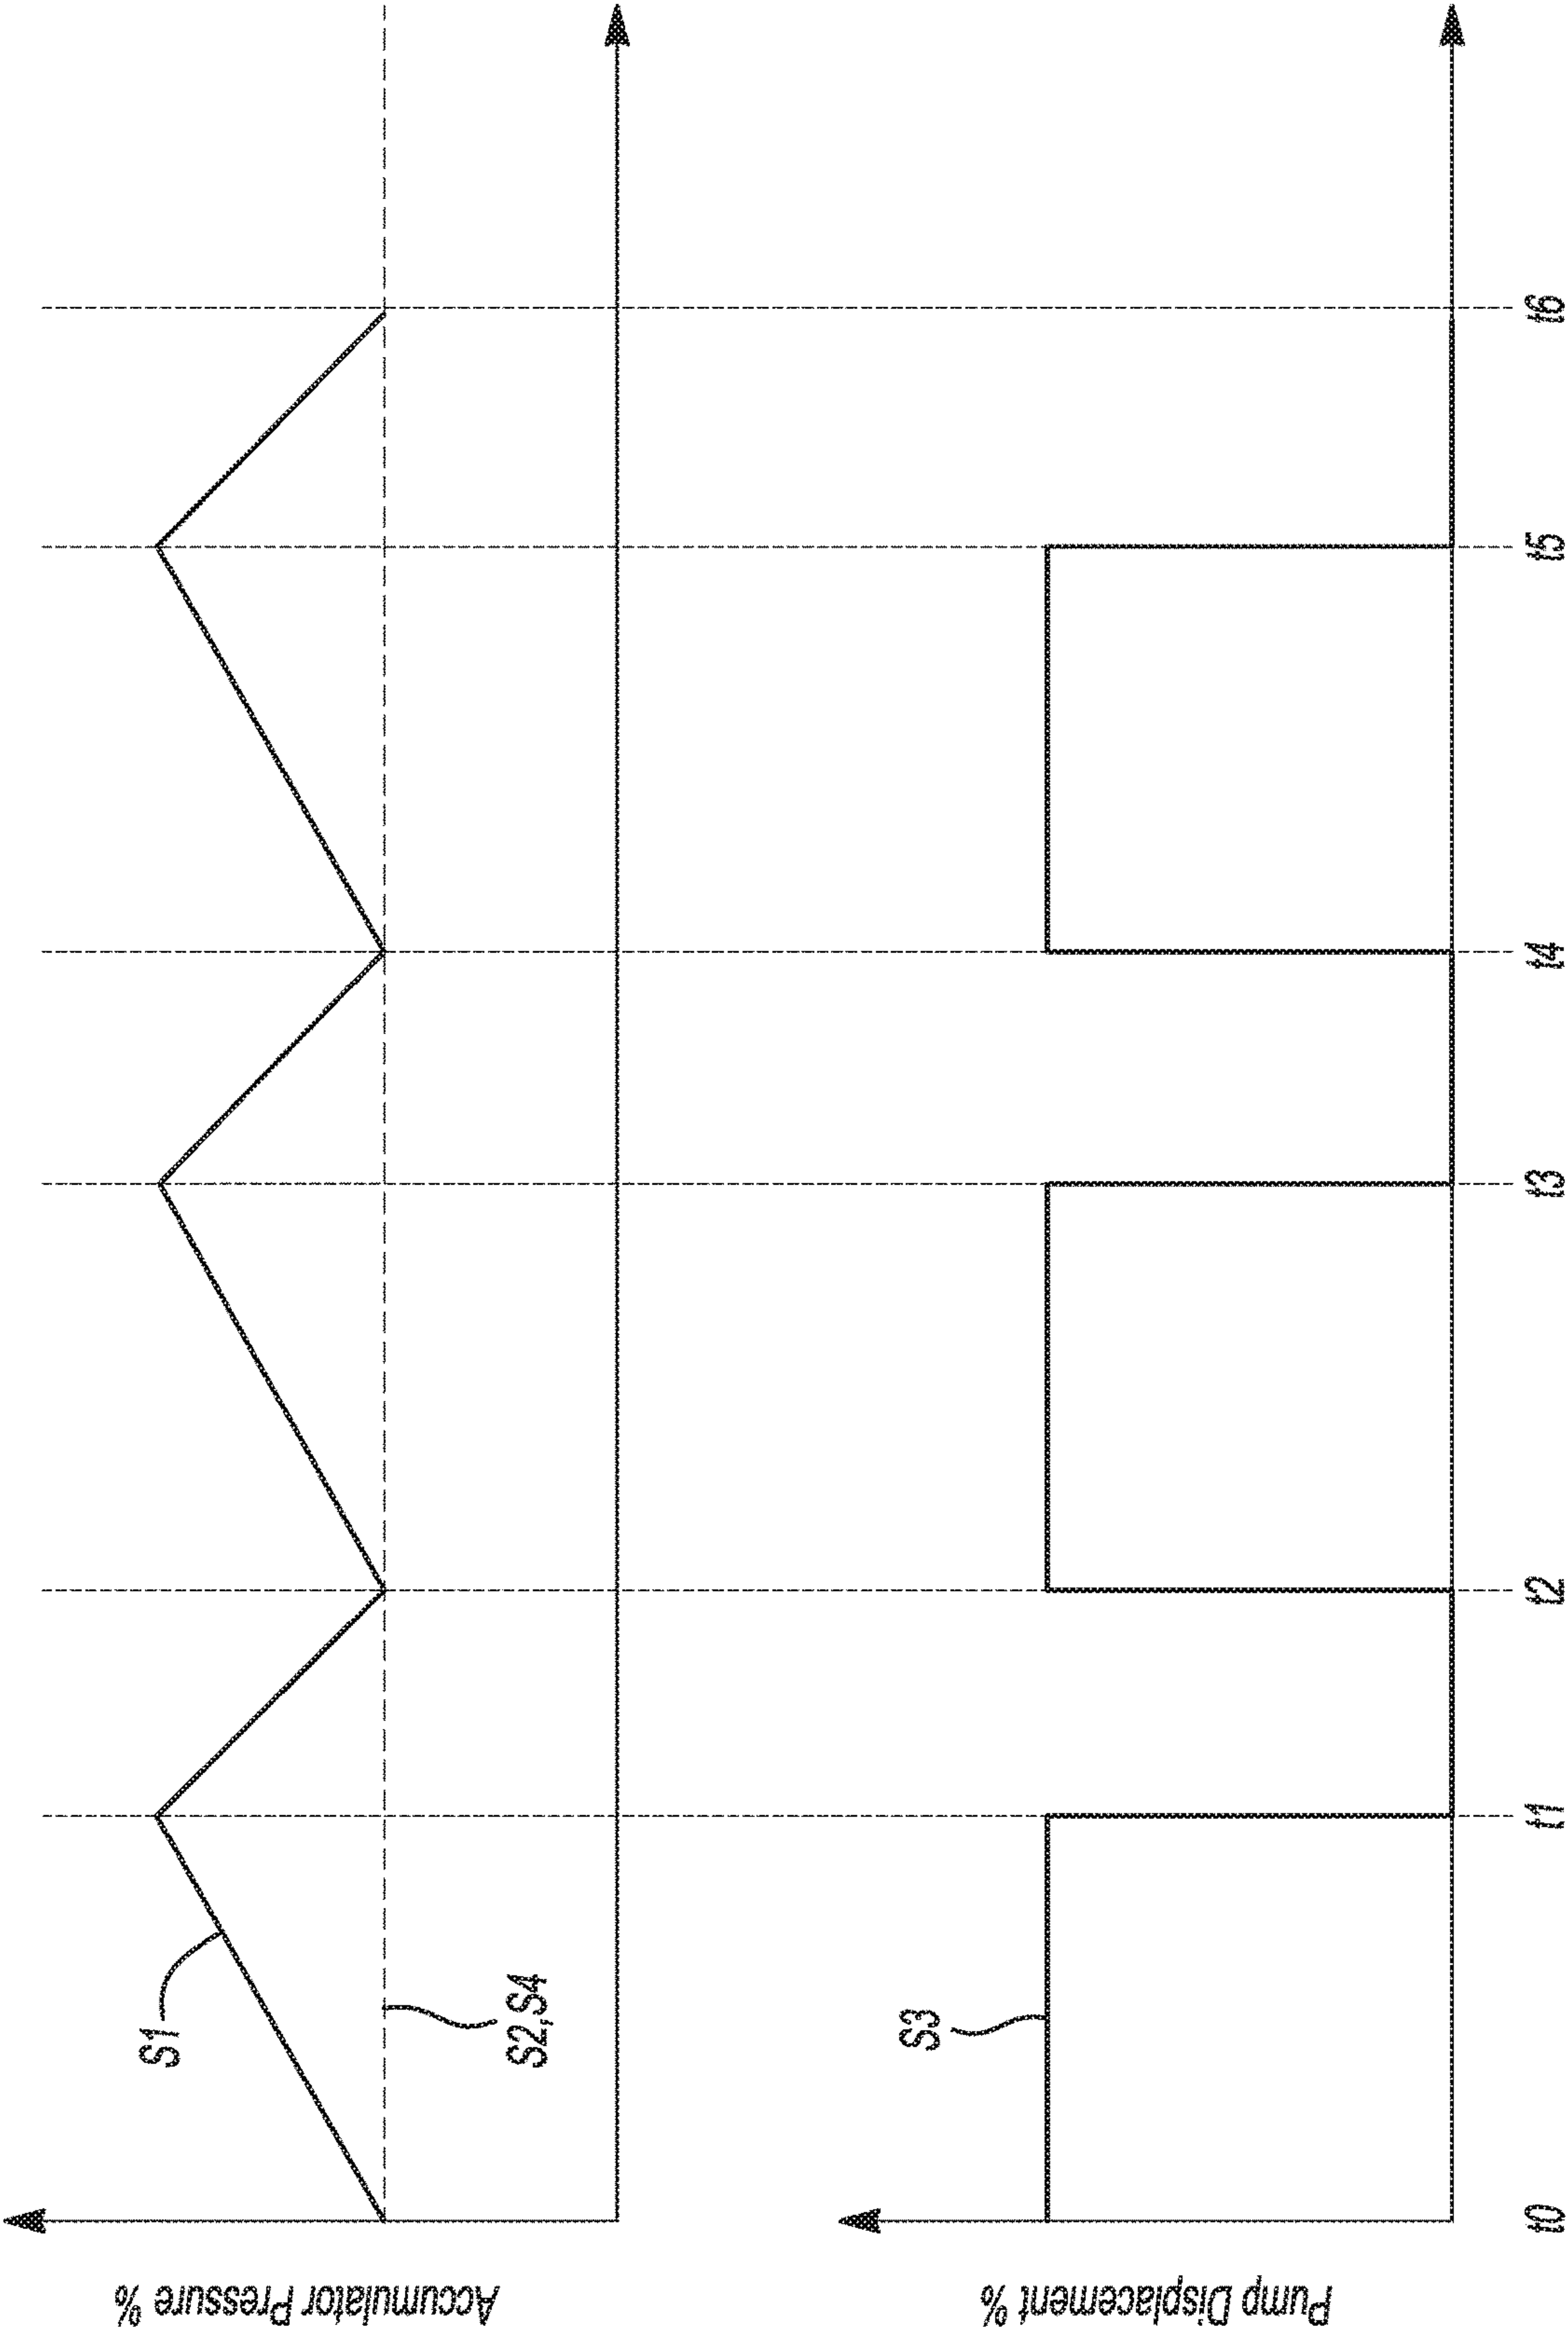 Accumulator Pressure %
S1
S2,S4
Pump Displacement %
S3
t0
t1
t2
t3
t4
t5
t6